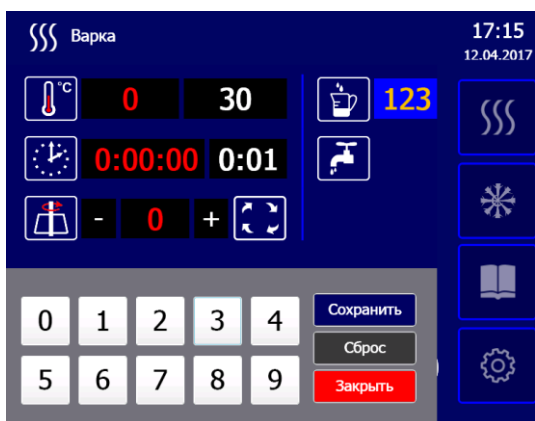 Варка
17:15
12.04.2017
°C
0 30
123
0:00:00 0:01
- 0 +
0 1 2 3 4
Сохранить
Сброс
5 6 7 8 9
Закрыть